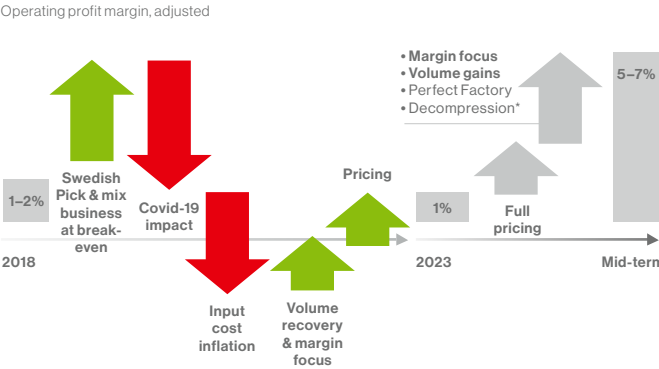 Operating profit margin, adjusted
1–2%
Swedish
Pick & mix
business
at break-
even
Covid-19
impact
Input
cost
inflation
Volume
recovery
& margin
focus
Pricing
2018
1%
• Margin focus
• Volume gains
• Perfect Factory
• Decompression*
Full
pricing
5–7%
2023
Mid-term